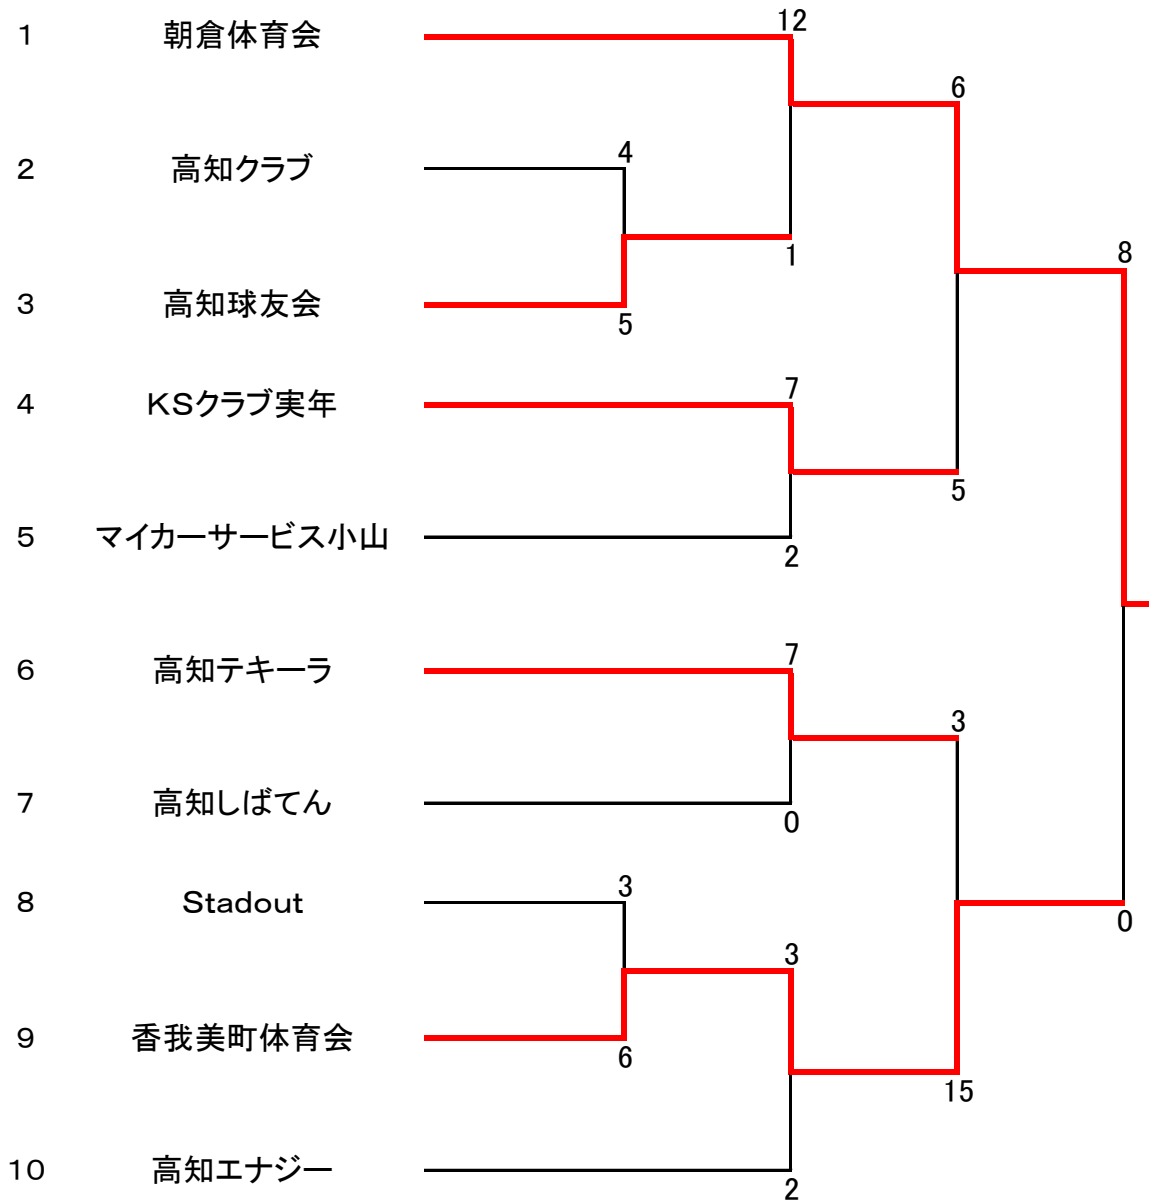 12
1 朝倉体育会
6
4
2 高知クラブ
8
1
3 高知球友会
5
7
4 KSクラブ実年
5
5 マイカーサービス小山
2
7
6 高知テキーラ
3
7 高知しばてん
0
3
8 Stadout
0
3
9 香我美町体育会
6
15
10 高知エナジー
2